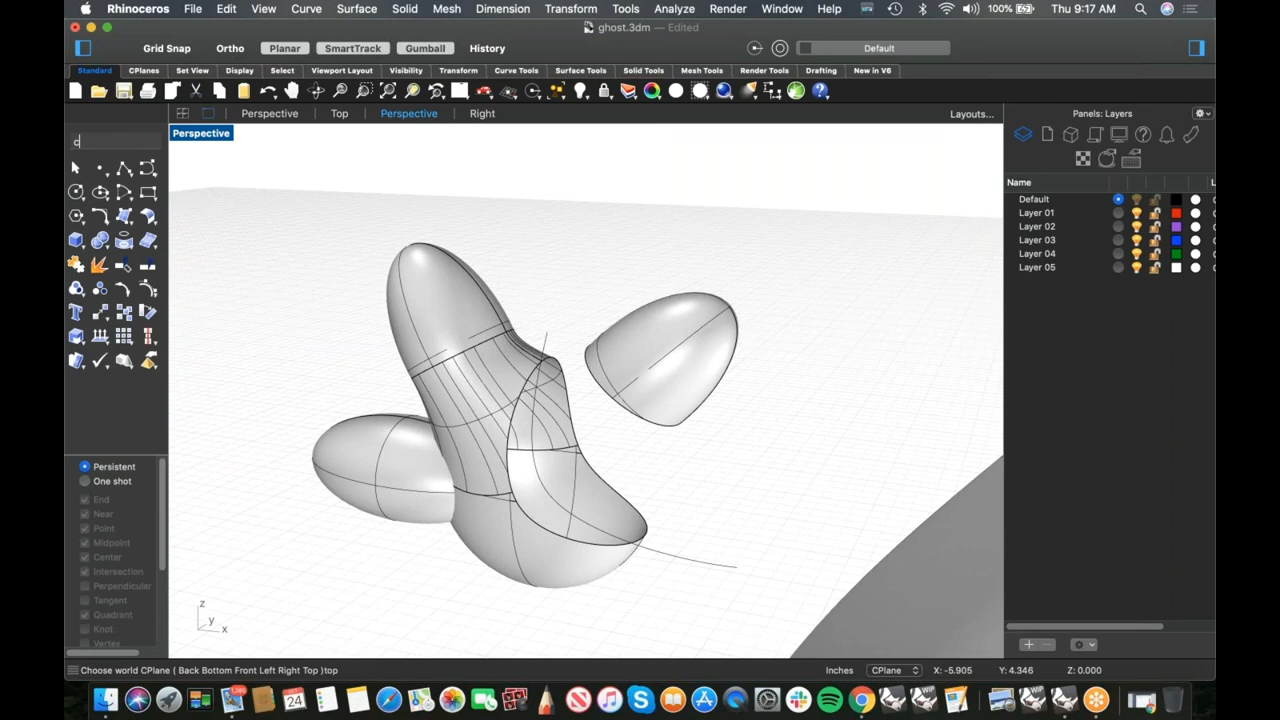 Rhinoceros File Edit View Curve Surface Solid Mesh Dimension Transform Tools Analyze Render Window Help 100% Thu 9:17 AM
ghost.3dm — Edited
Grid Snap Ortho Planar SmartTrack Gumball History Default
Standard CPlanes Set View Display Select Viewport Layout Visibility Transform Curve Tools Surface Tools Solid Tools Mesh Tools Render Tools Drafting New in V6
Perspective Top Perspective Right Layouts... Panels: Layers
Perspective
c
Name L
Default
Layer 01
Layer 02
Layer 03
Layer 04
Layer 05
Persistent
One shot
End
Near
Point
Midpoint
Center
Intersection
Perpendicular
Tangent
Quadrant
Knot
Vertex
z
y
x
Choose world CPlane ( Back Bottom Front Left Right Top )top Inches CPlane X: -5.905 Y: 4.346 Z: 0.000